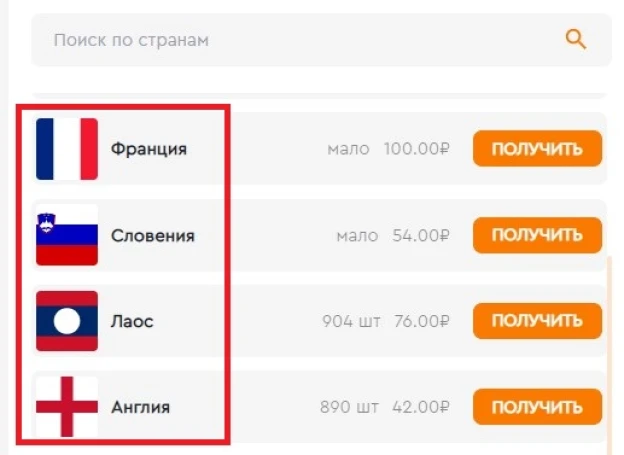 Поиск по странам
Франция мало 100.00₽ ПОЛУЧИТЬ
Словения мало 54.00₽ ПОЛУЧИТЬ
Лаос 904 шт 76.00₽ ПОЛУЧИТЬ
Англия 890 шт 42.00₽ ПОЛУЧИТЬ